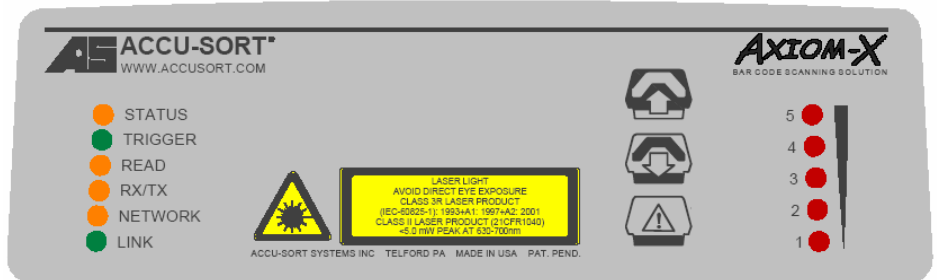 AS ACCU-SORT
WWW.ACCUSORT.COM
AXIOM-X
BAR CODE SCANNING SOLUTION
STATUS
TRIGGER
READ
RX/TX
NETWORK
LINK
LASER LIGHT
AVOID DIRECT EYE EXPOSURE
CLASS 3R LASER PRODUCT
(IEC-60825-1): 1993+A1: 1997+A2: 2001
CLASS II LASER PRODUCT (21CFR1040)
<5.0 mW PEAK AT 630-700nm
ACCU-SORT SYSTEMS INC TELFORD PA MADE IN USA PAT. PEND.
5
4
3
2
1